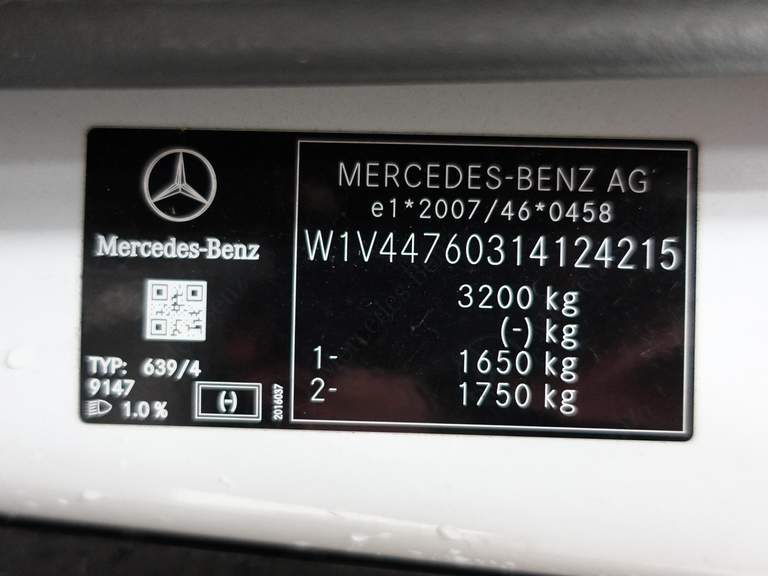 Mercedes-Benz
TYP: 639/4
9147
1.0 %
(-)
2016037
MERCEDES-BENZ AG
e1*2007/46*0458
W1V44760314124215
3200 kg
(-) kg
1- 1650 kg
2- 1750 kg